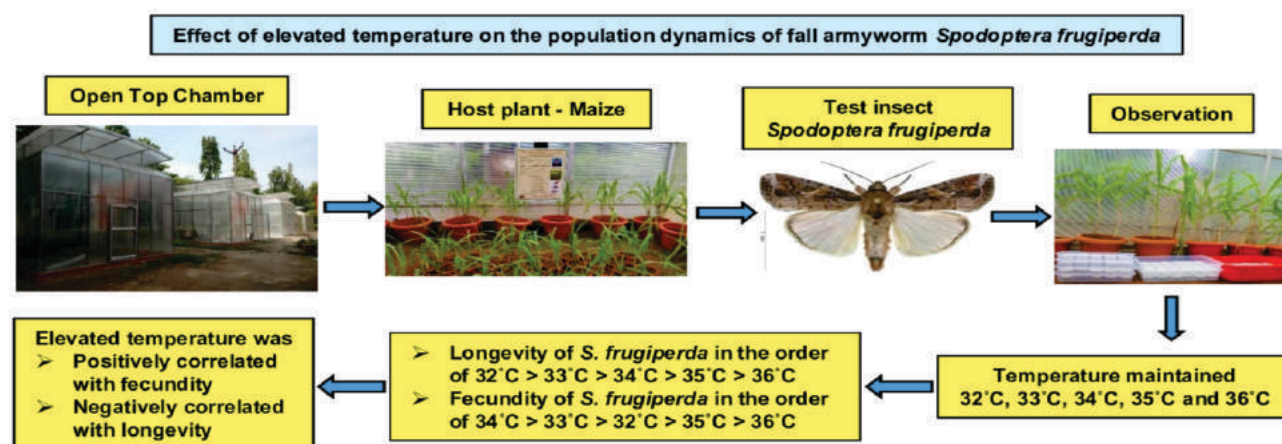 Effect of elevated temperature on the population dynamics of fall armyworm Spodoptera frugiperda
Open Top Chamber
Host plant - Maize
Test insect
Spodoptera frugiperda
Observation
Temperature maintained
32˚C, 33˚C, 34˚C, 35˚C and 36˚C
➢ Longevity of S. frugiperda in the order
of 32˚C > 33˚C > 34˚C > 35˚C > 36˚C
➢ Fecundity of S. frugiperda in the order
of 34˚C > 33˚C > 32˚C > 35˚C > 36˚C
Elevated temperature was
➢ Positively correlated
with fecundity
➢ Negatively correlated
with longevity